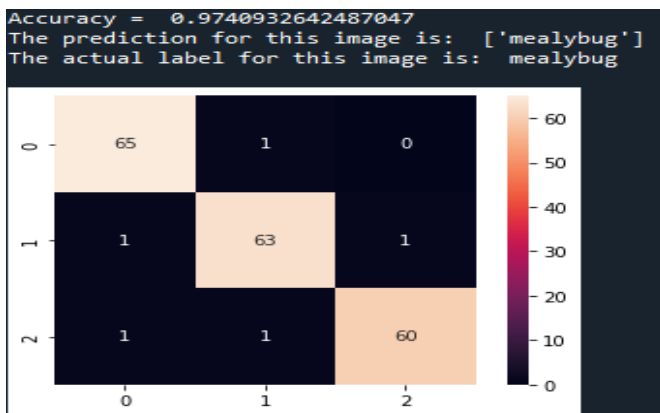 Accuracy =  0.9740932642487047
The prediction for this image is:  ['mealybug']
The actual label for this image is:  mealybug
0 65 1 0
1 1 63 1
2 1 1 60
0 1 2
60
50
40
30
20
10
0